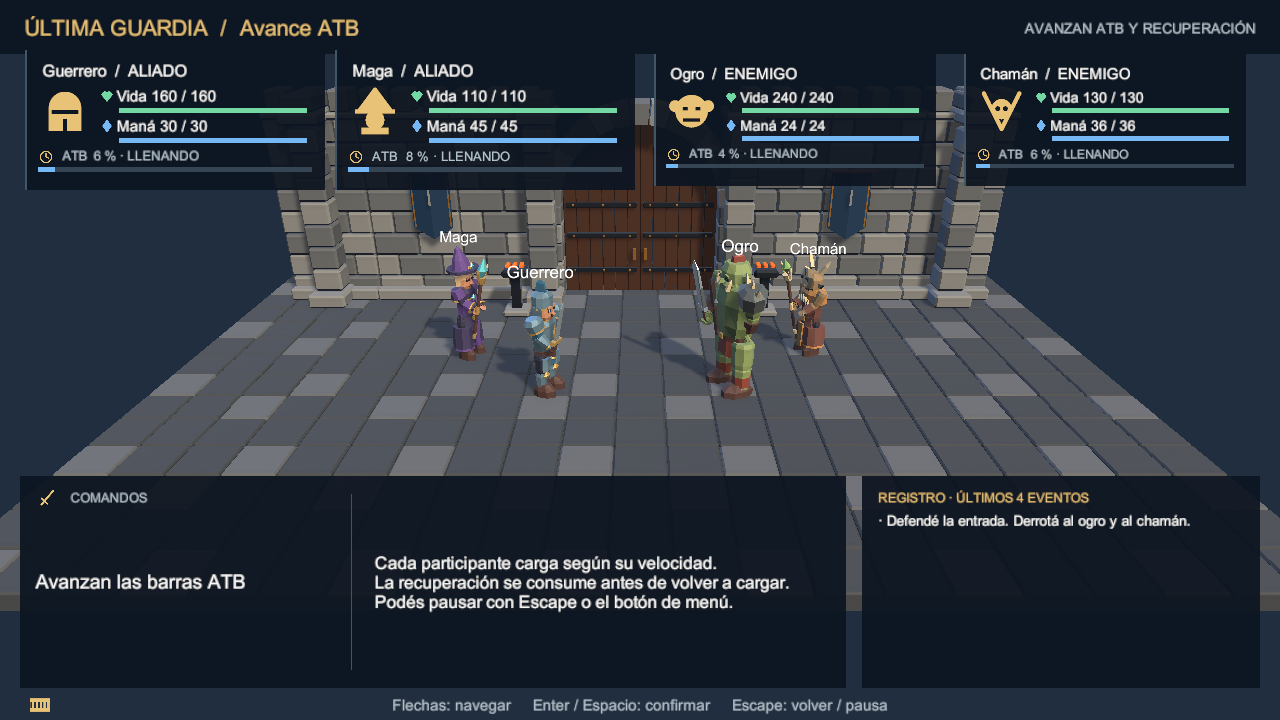 ÚLTIMA GUARDIA / Avance ATB
AVANZAN ATB Y RECUPERACIÓN
Guerrero / ALIADO
Vida 160 / 160
Maná 30 / 30
ATB 6 % · LLENANDO
Maga / ALIADO
Vida 110 / 110
Maná 45 / 45
ATB 8 % · LLENANDO
Ogro / ENEMIGO
Vida 240 / 240
Maná 24 / 24
ATB 4 % · LLENANDO
Chamán / ENEMIGO
Vida 130 / 130
Maná 36 / 36
ATB 6 % · LLENANDO
Maga
Guerrero
Ogro
Chamán
COMANDOS
Avanzan las barras ATB
Cada participante carga según su velocidad.
La recuperación se consume antes de volver a cargar.
Podés pausar con Escape o el botón de menú.
REGISTRO · ÚLTIMOS 4 EVENTOS
· Defendé la entrada. Derrotá al ogro y al chamán.
Flechas: navegar Enter / Espacio: confirmar Escape: volver / pausa